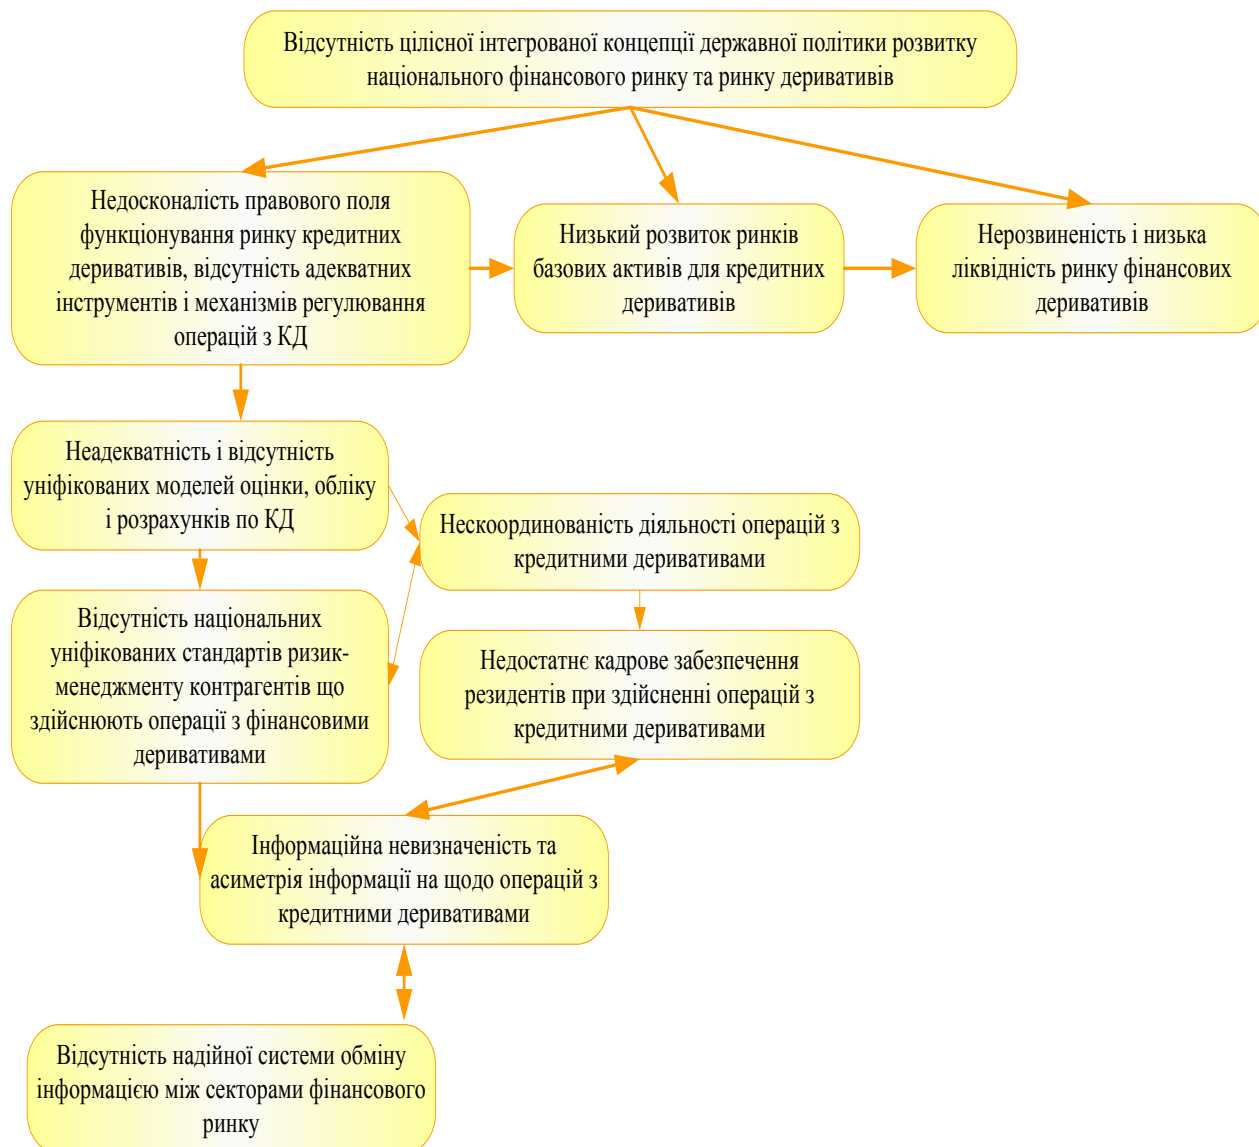 Відсутність цілісної інтегрованої концепції державної політики розвитку
національного фінансового ринку та ринку деривативів
Недосконалість правового поля
функціонування ринку кредитних
деривативів, відсутність адекватних
інструментів і механізмів регулювання
операцій з КД
Низький розвиток ринків
базових активів для кредитних
деривативів
Нерозвиненість і низька
ліквідність ринку фінансових
деривативів
Неадекватність і відсутність
уніфікованих моделей оцінки, обліку
і розрахунків по КД
Нескоординованість діяльності операцій з
кредитними деривативами
Відсутність національних
уніфікованих стандартів ризик-
менеджменту контрагентів що
здійснюють операції з фінансовими
деривативами
Недостатнє кадрове забезпечення
резидентів при здійсненні операцій з
кредитними деривативами
Інформаційна невизначеність та
асиметрія інформації на щодо операцій з
кредитними деривативами
Відсутність надійної системи обміну
інформацією між секторами фінансового
ринку